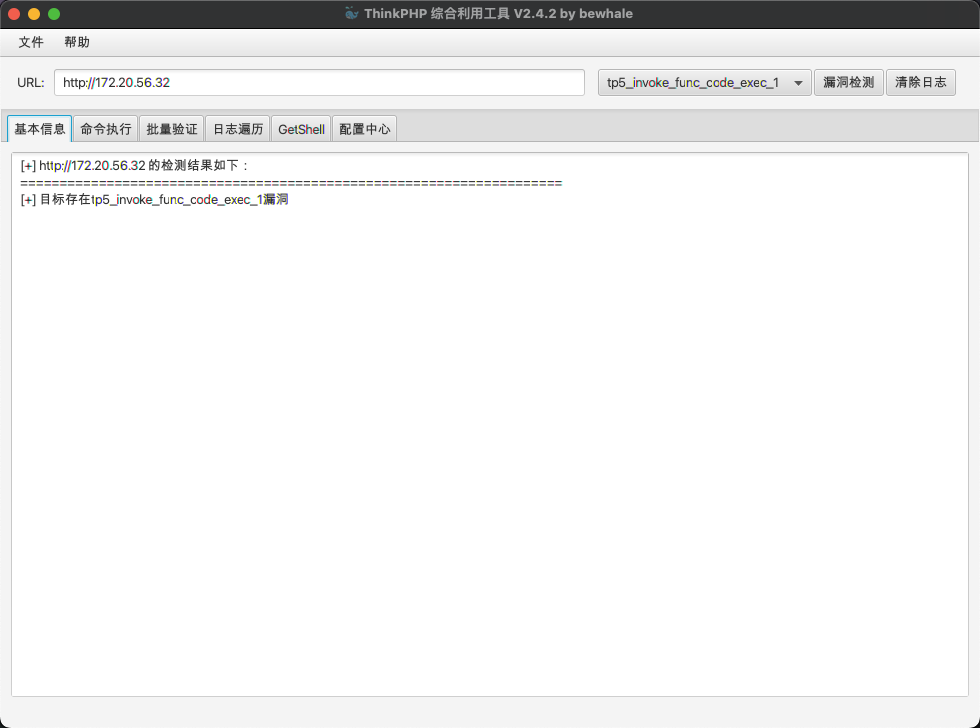 ThinkPHP 综合利用工具 V2.4.2 by bewhale
文件 帮助
URL: http://172.20.56.32 tp5_invoke_func_code_exec_1 漏洞检测 清除日志
基本信息 命令执行 批量验证 日志遍历 GetShell 配置中心
[+] http://172.20.56.32 的检测结果如下：
=====================================================================
[+] 目标存在tp5_invoke_func_code_exec_1漏洞